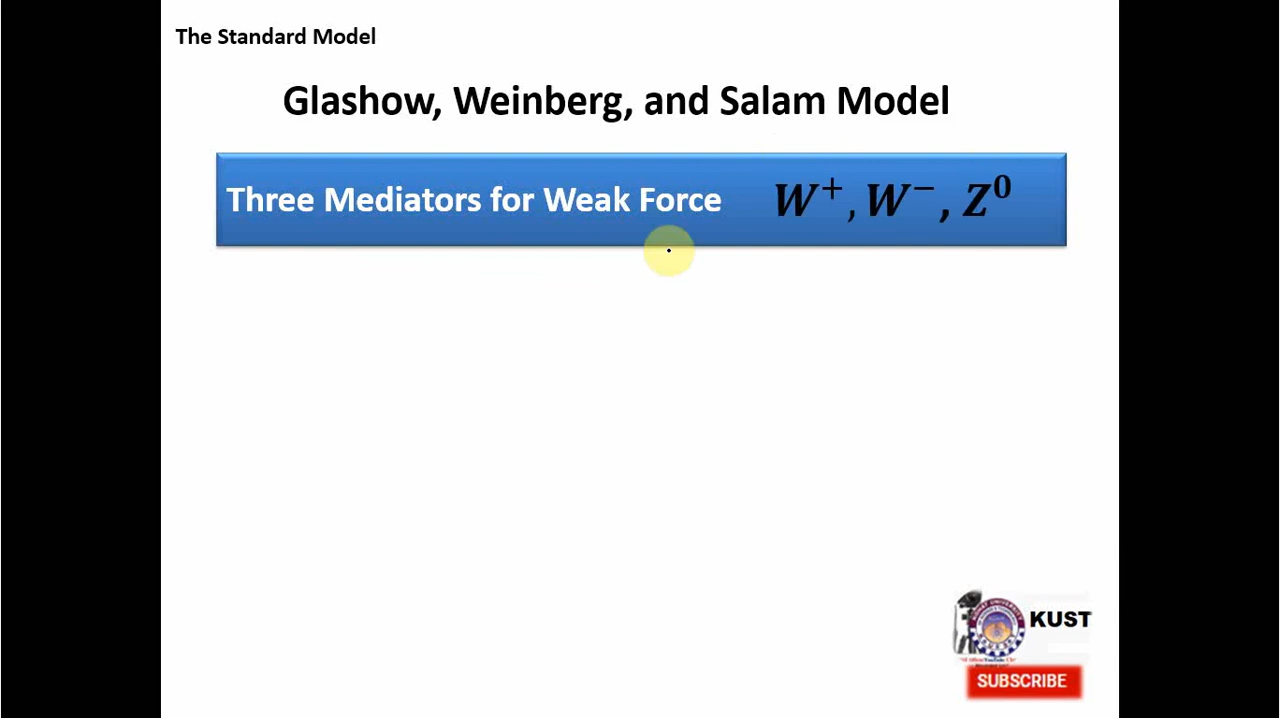 The Standard Model
Glashow, Weinberg, and Salam Model
Three Mediators for Weak Force W⁺, W⁻, Z⁰
KUST
SUBSCRIBE